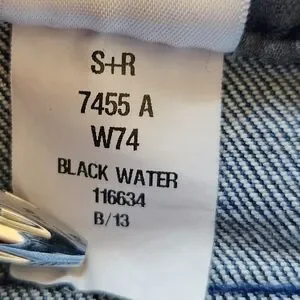 S+R
7455 A
W74
BLACK WATER
116634
B/13